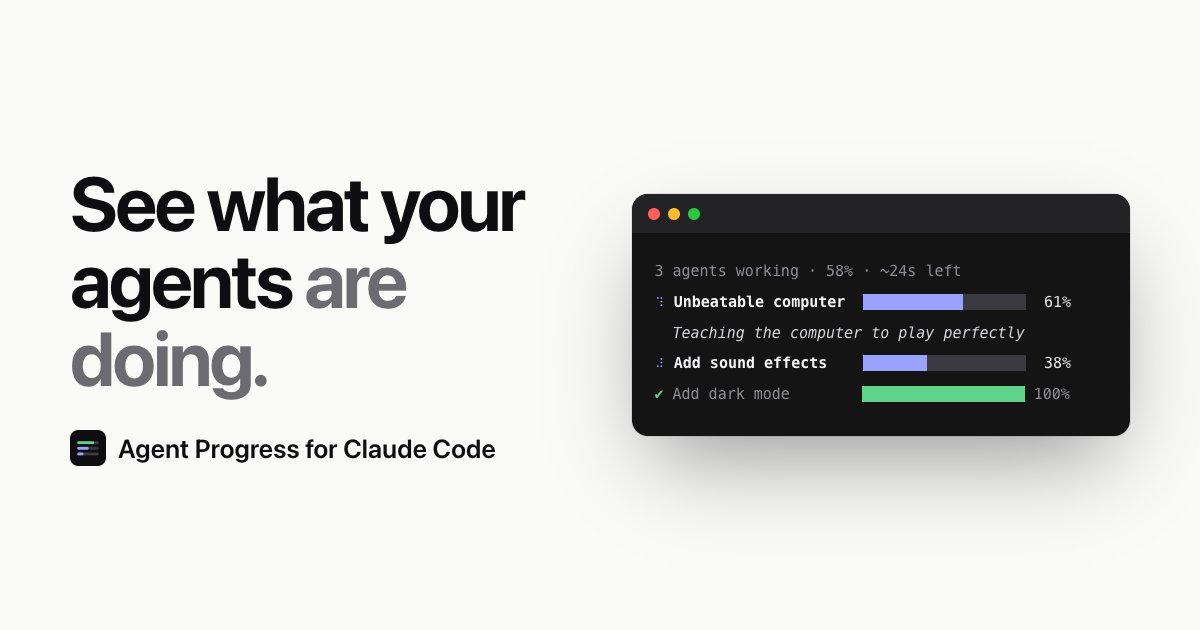 See what your
agents are
doing.
Agent Progress for Claude Code
3 agents working · 58% · ~24s left
Unbeatable computer 61%
Teaching the computer to play perfectly
Add sound effects 38%
✔ Add dark mode 100%